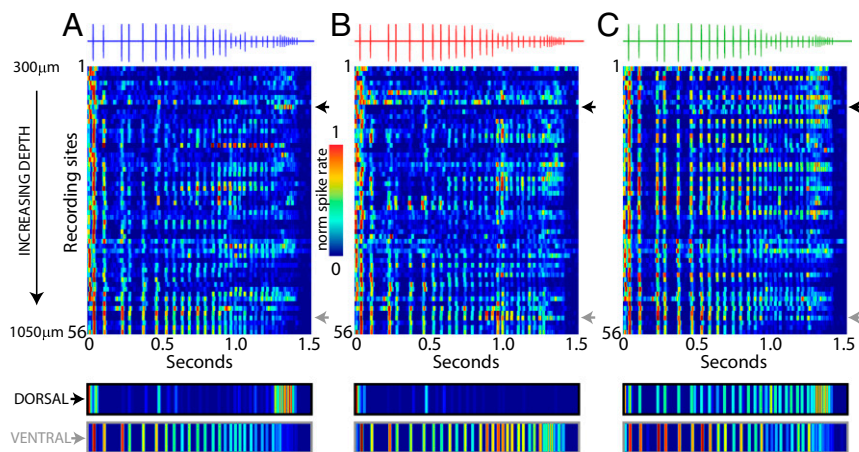 A B C
300μm 1 1 1
INCREASING DEPTH
Recording sites
1
norm spike rate
0
1050μm 56 56 56
0 0.5 1.0 1.5 0 0.5 1.0 1.5 0 0.5 1.0 1.5
Seconds Seconds Seconds
DORSAL
VENTRAL